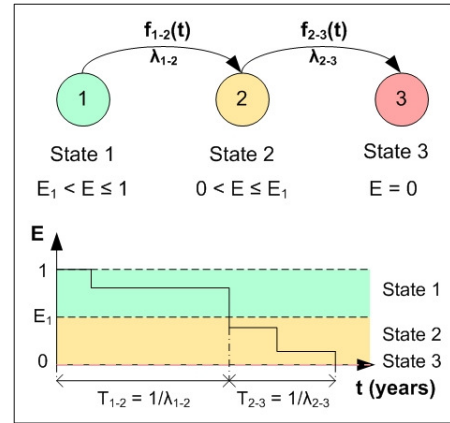 f₁₋₂(t) f₂₋₃(t)
λ₁₋₂ λ₂₋₃
1 2 3
State 1 State 2 State 3
E₁ < E ≤ 1 0 < E ≤ E₁ E = 0
E
1
State 1
E₁
State 2
0 State 3
t (years)
T₁₋₂ = 1/λ₁₋₂ T₂₋₃ = 1/λ₂₋₃